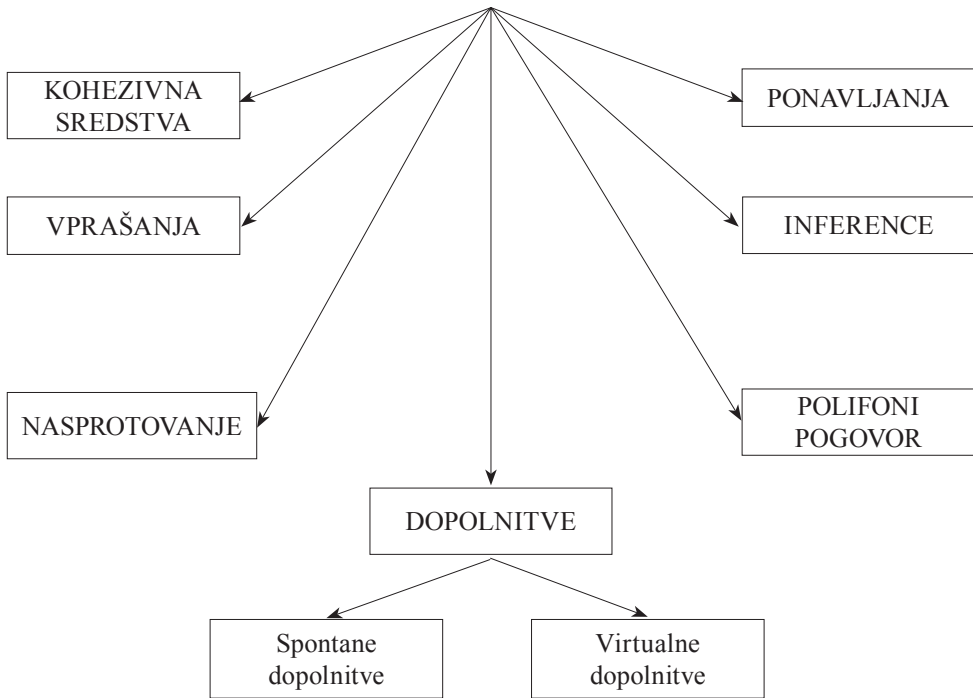 KOHEZIVNA
SREDSTVA
PONAVLJANJA
VPRAŠANJA
INFERENCE
NASPROTOVANJE
POLIFONI
POGOVOR
DOPOLNITVE
Spontane
dopolnitve
Virtualne
dopolnitve